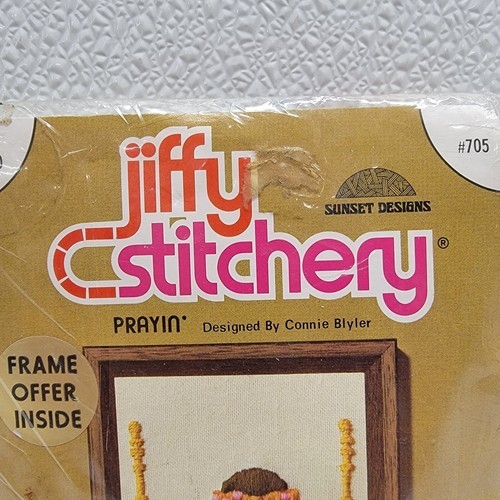 jiffy
stitchery®
#705
SUNSET DESIGNS
PRAYIN' Designed By Connie Blyler
FRAME
OFFER
INSIDE